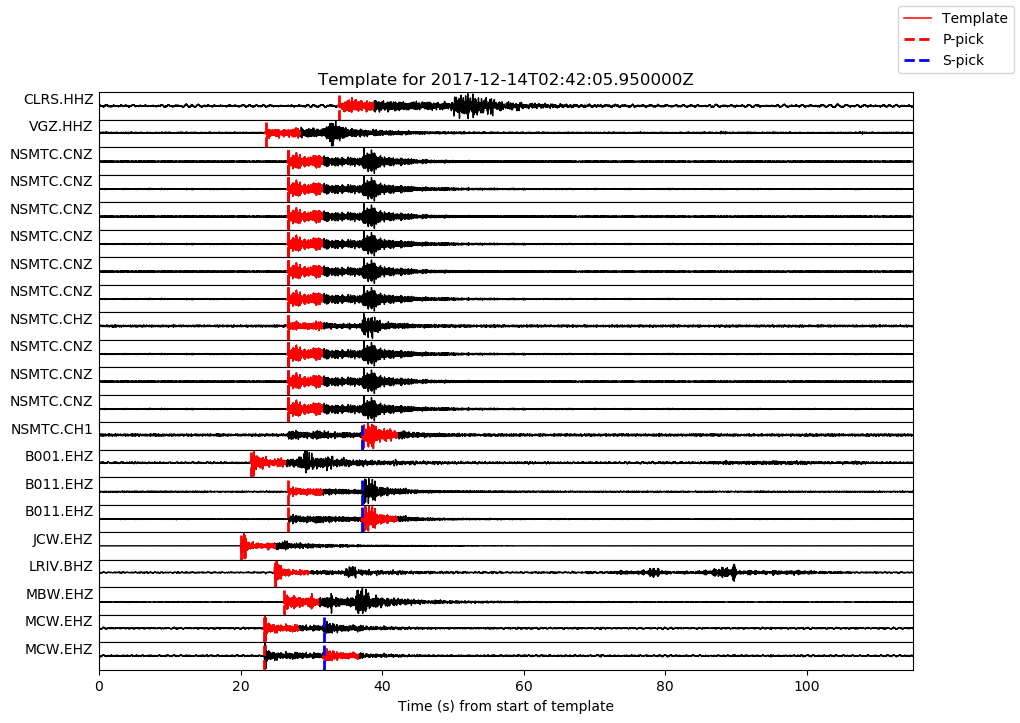 Template
P-pick
S-pick
Template for 2017-12-14T02:42:05.950000Z
CLRS.HHZ
VGZ.HHZ
NSMTC.CNZ
NSMTC.CNZ
NSMTC.CNZ
NSMTC.CNZ
NSMTC.CNZ
NSMTC.CNZ
NSMTC.CHZ
NSMTC.CNZ
NSMTC.CNZ
NSMTC.CNZ
NSMTC.CH1
B001.EHZ
B011.EHZ
B011.EHZ
JCW.EHZ
LRIV.BHZ
MBW.EHZ
MCW.EHZ
MCW.EHZ
0 20 40 60 80 100
Time (s) from start of template